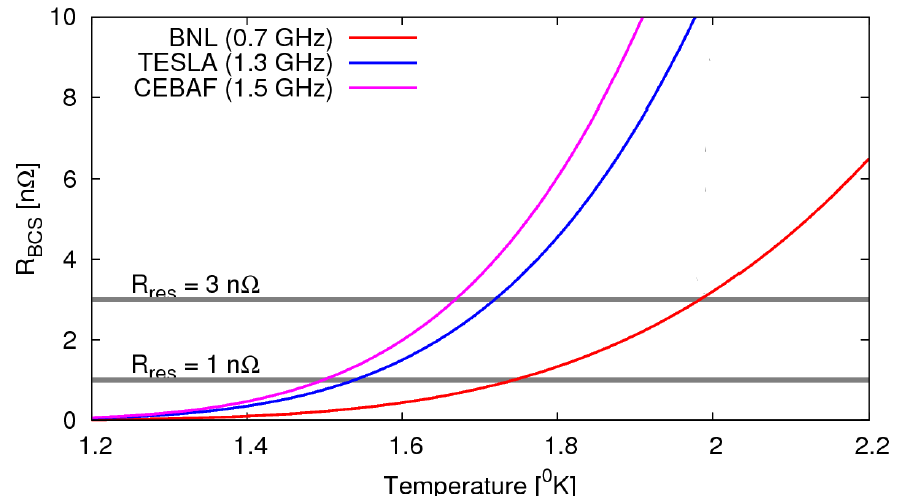 10
8
6
4
2
0
R_BCS [nΩ]
BNL (0.7 GHz)
TESLA (1.3 GHz)
CEBAF (1.5 GHz)
R_res = 3 nΩ
R_res = 1 nΩ
1.2 1.4 1.6 1.8 2 2.2
Temperature [⁰K]